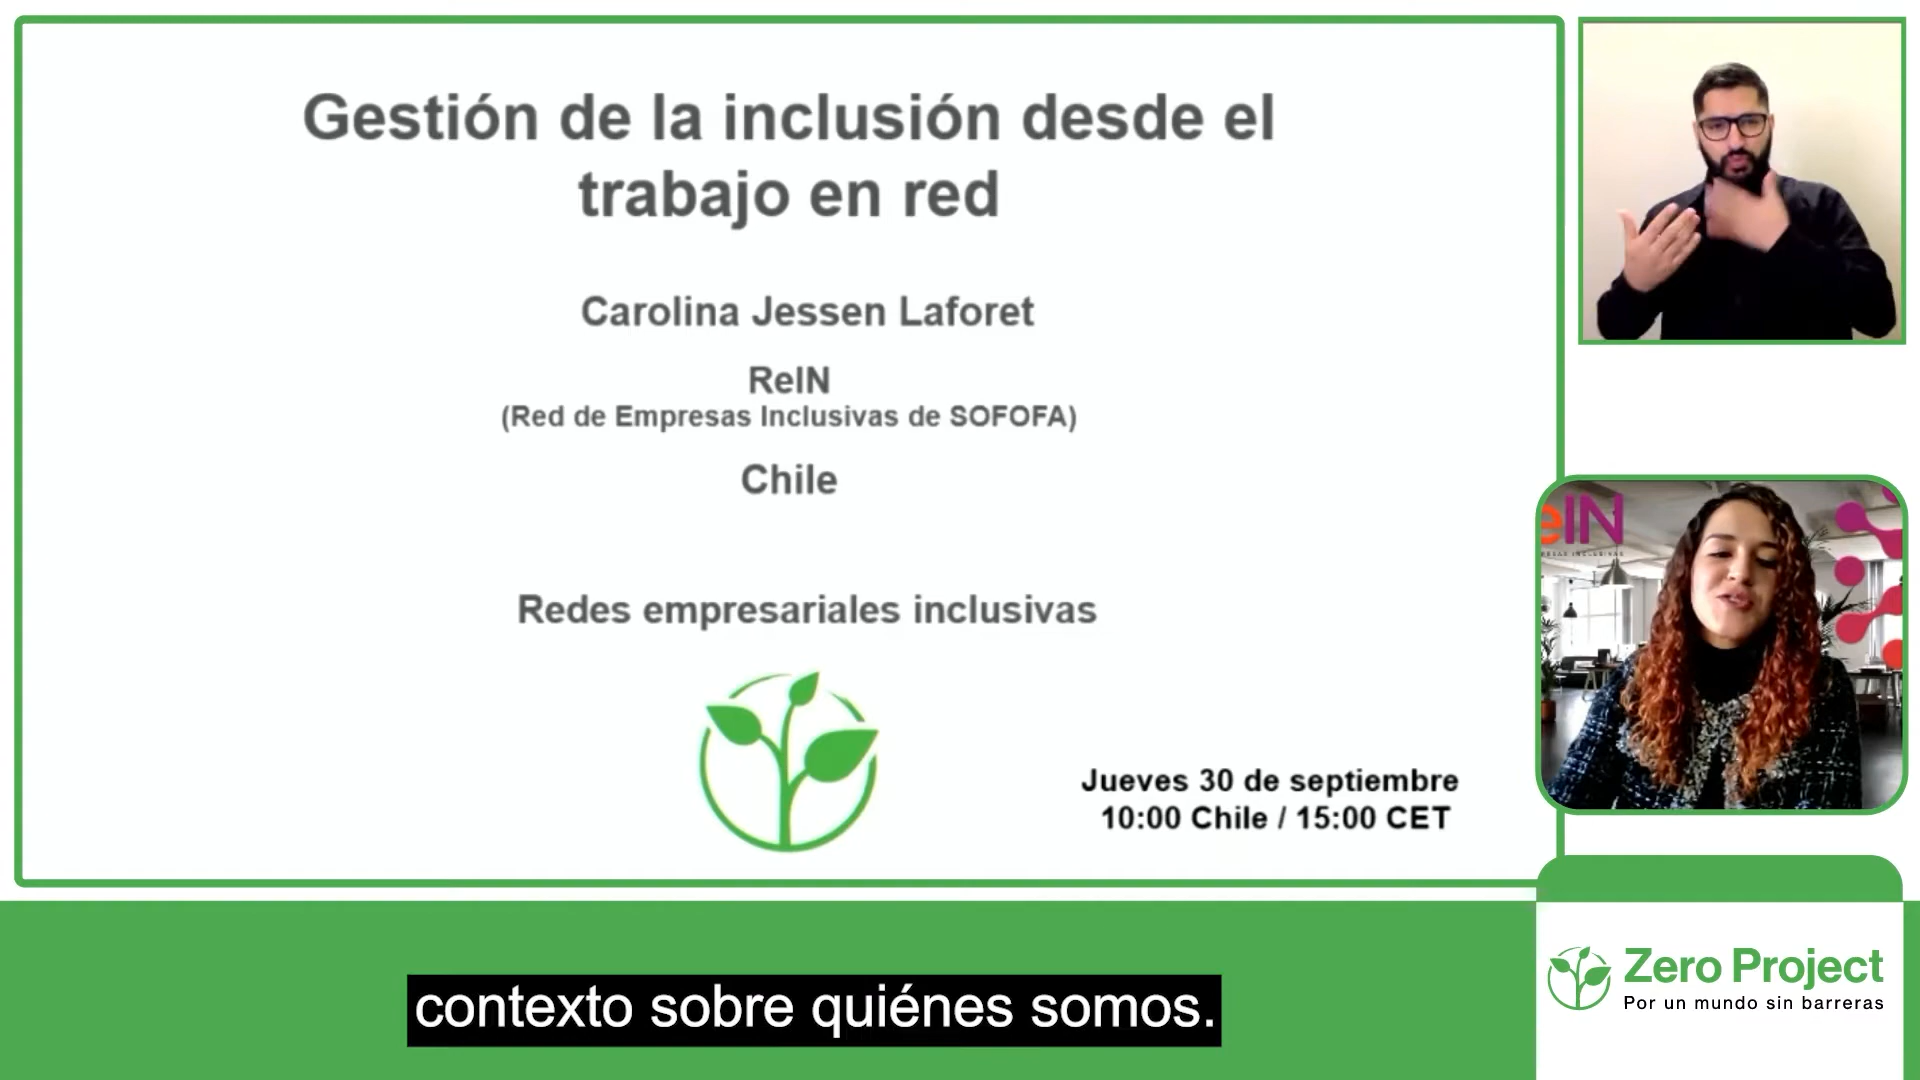 Gestión de la inclusión desde el
trabajo en red
Carolina Jessen Laforet
ReIN
(Red de Empresas Inclusivas de SOFOFA)
Chile
Redes empresariales inclusivas
Jueves 30 de septiembre
10:00 Chile / 15:00 CET
eIN
contexto sobre quiénes somos.
Zero Project
Por un mundo sin barreras